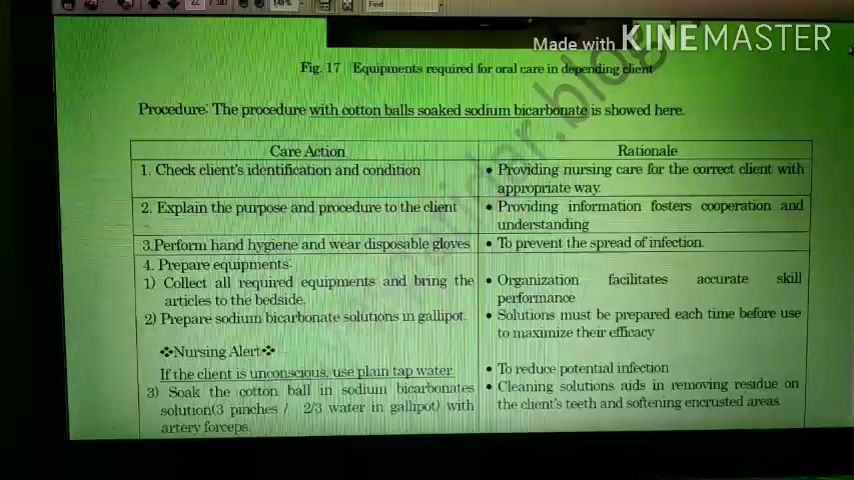 Find
Made with KINEMASTER
Fig. 17 Equipments required for oral care in depending client
Procedure: The procedure with cotton balls soaked sodium bicarbonate is showed here.
Care Action
Rationale
1. Check client's identification and condition
• Providing nursing care for the correct client with
appropriate way.
2. Explain the purpose and procedure to the client
• Providing information fosters cooperation and
understanding
3.Perform hand hygiene and wear disposable gloves
• To prevent the spread of infection.
4. Prepare equipments:
1) Collect all required equipments and bring the
articles to the bedside.
• Organization facilitates accurate skill
performance
2) Prepare sodium bicarbonate solutions in gallipot.
• Solutions must be prepared each time before use
to maximize their efficacy
❖Nursing Alert❖
If the client is unconscious, use plain tap water.
• To reduce potential infection
3) Soak the cotton ball in sodium bicarbonates
solution(3 pinches / 2/3 water in gallipot) with
artery forceps.
• Cleaning solutions aids in removing residue on
the client's teeth and softening encrusted areas.